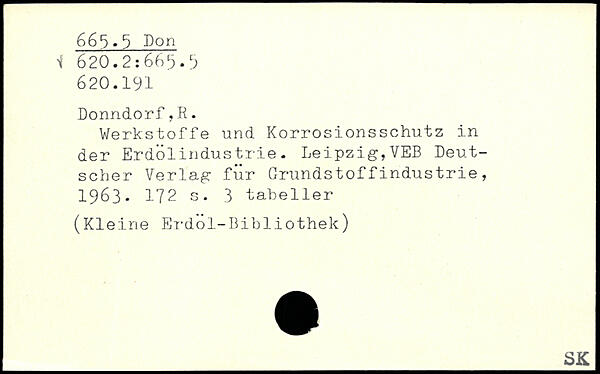 665.5 Don
620.2:665.5
620.191
Donndorf,R.
Werkstoffe und Korrosionsschutz in
der Erdölindustrie. Leipzig,VEB Deut-
scher Verlag für Grundstoffindustrie,
1963. 172 s. 3 tabeller
(Kleine Erdöl-Bibliothek)
SK